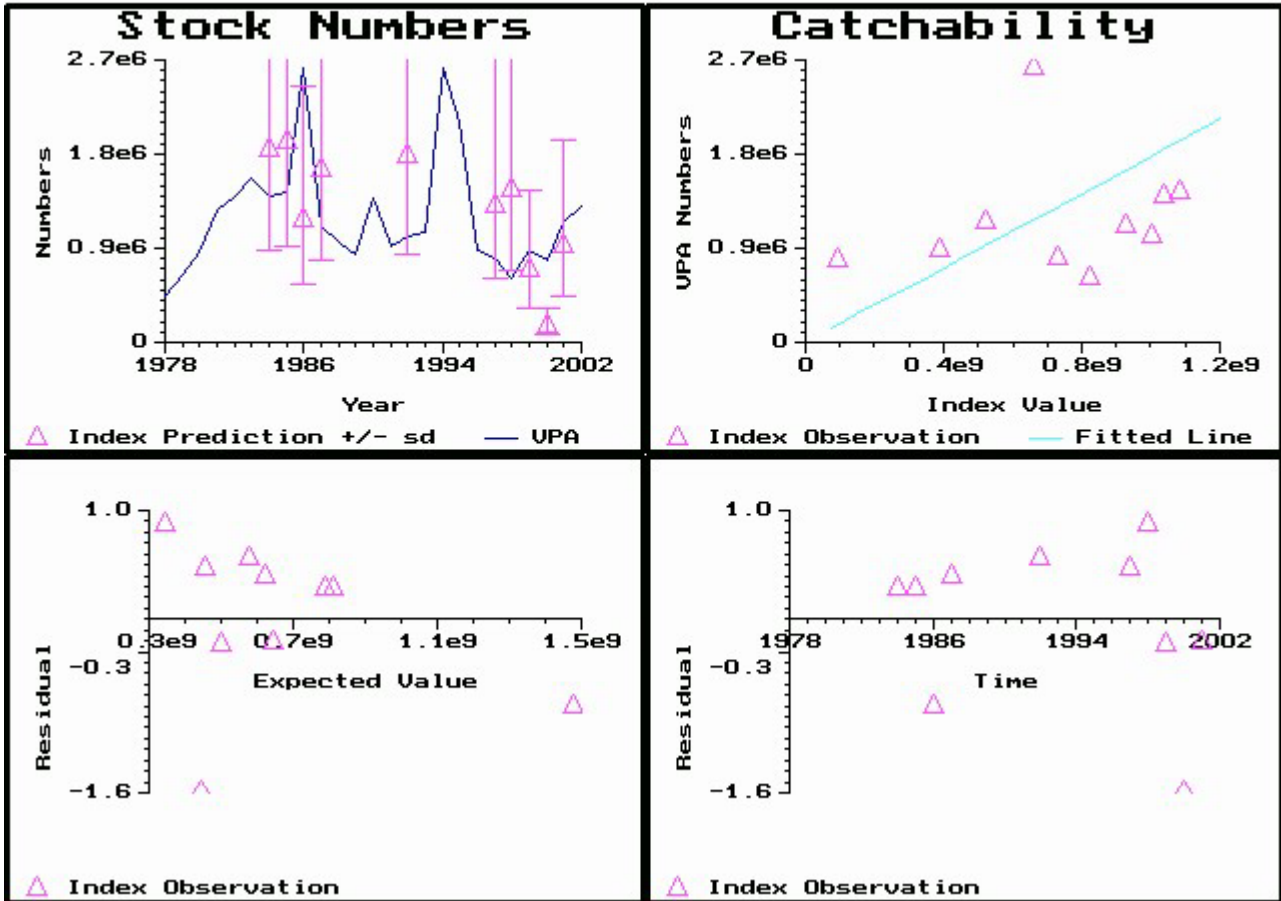 Stock Numbers
2.7e6
1.8e6
0.9e6
0
Numbers
1978 1986 1994 2002
Year
Index Prediction +/- sd VPA
Catchability
2.7e6
1.8e6
0.9e6
0
VPA Numbers
0 0.4e9 0.8e9 1.2e9
Index Value
Index Observation Fitted Line
1.0
0.3e9 0.7e9 1.1e9 1.5e9
-0.3
Expected Value
Residual
-1.6
Index Observation
1.0
1978 1986 1994 2002
-0.3
Time
Residual
-1.6
Index Observation